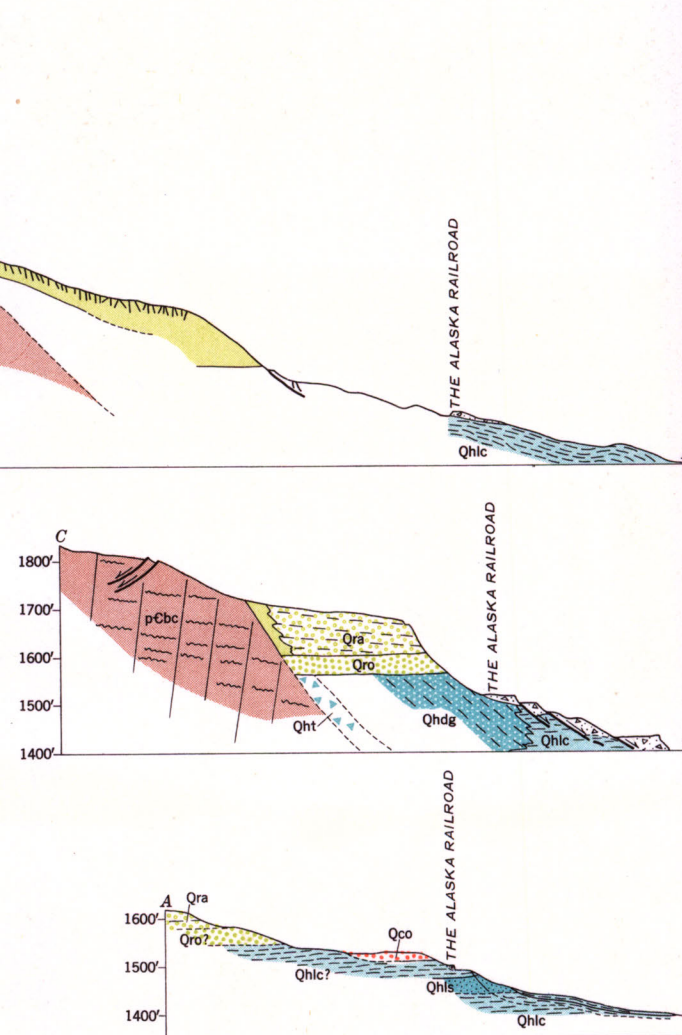 THE ALASKA RAILROAD
Qhlc
C
1800'
1700'
1600'
1500'
1400'
THE ALASKA RAILROAD
pЄbc
Qra
Qro
Qht
Qhdg
Qhlc
THE ALASKA RAILROAD
A
Qra
1600'
Qro?
Qco
1500'
Qhlc?
Qhls
1400'
Qhlc